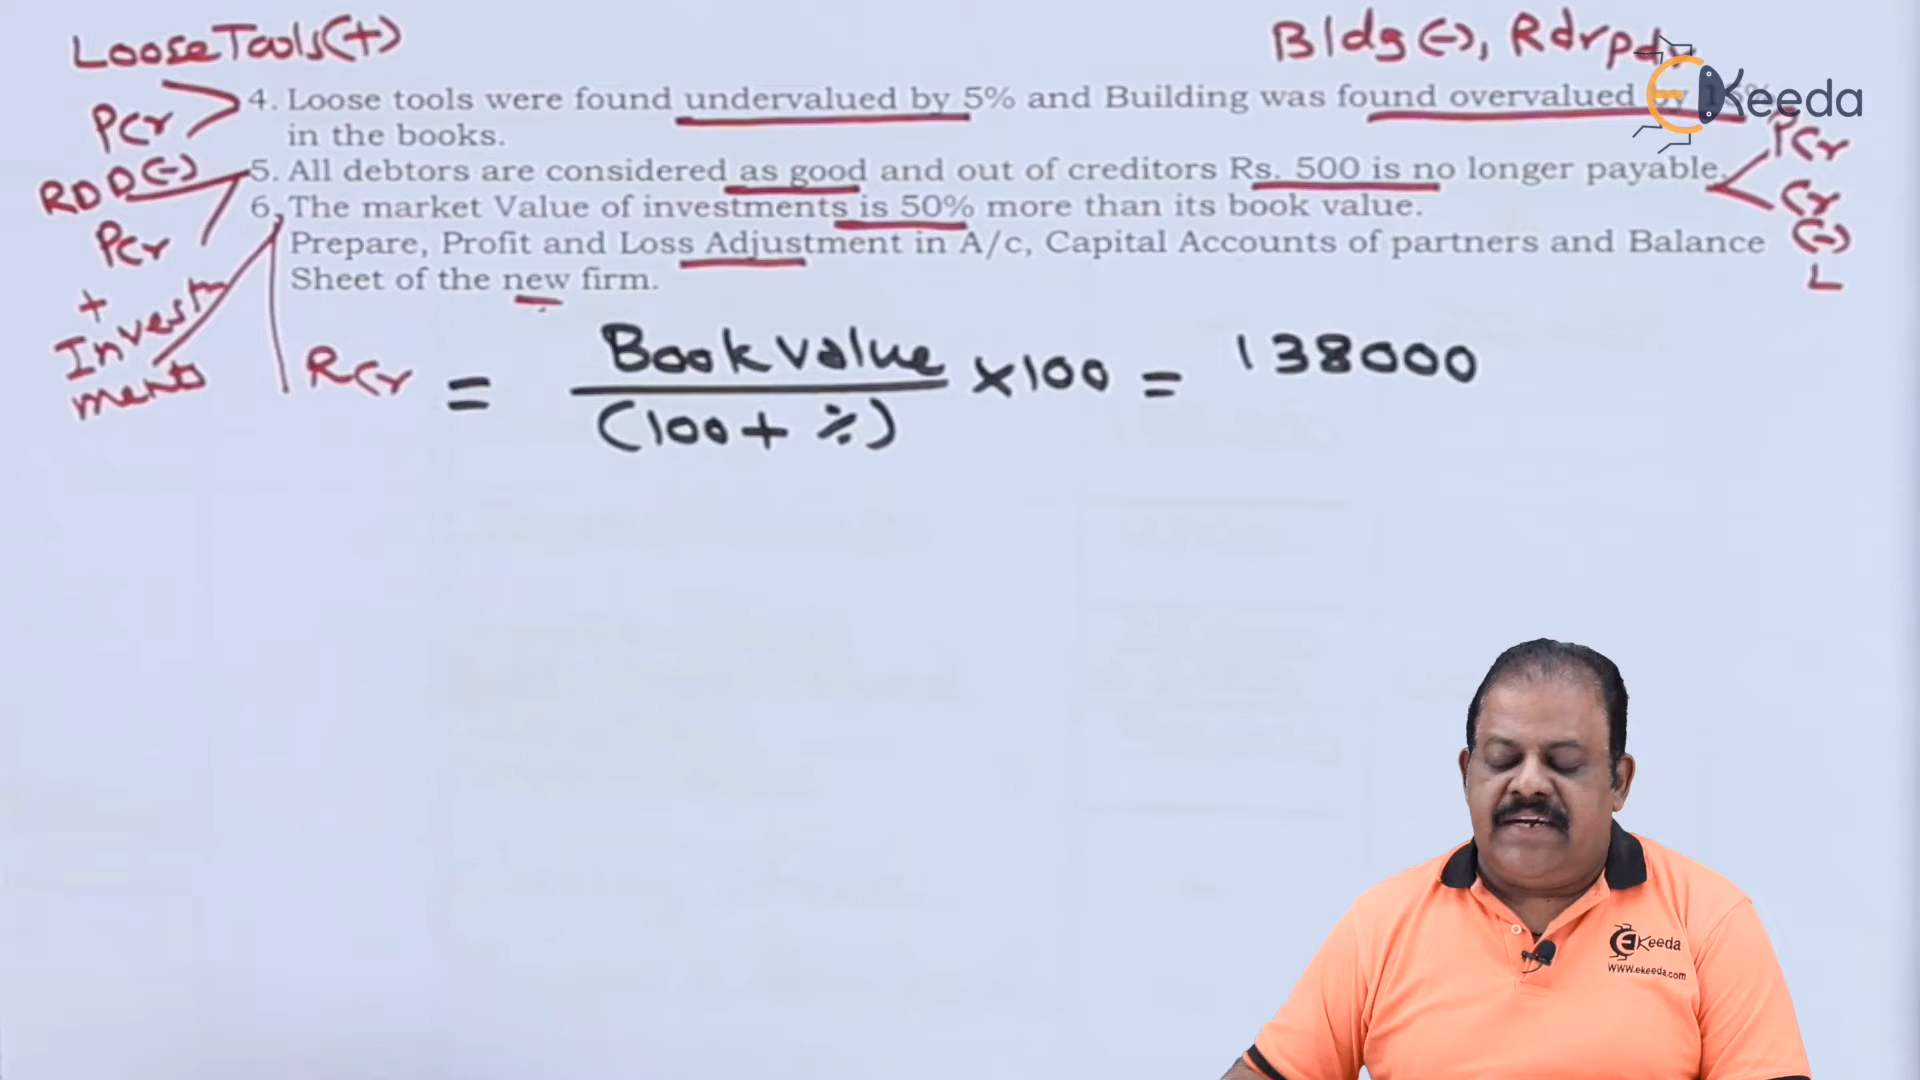 Loose Tools(+)
Bldg(-), Rdrpdr
4. Loose tools were found undervalued by 5% and Building was found overvalued by
Keeda
PCr
in the books.
PCr
RDD(-)
5. All debtors are considered as good and out of creditors Rs. 500 is no longer payable.
Cr
6. The market Value of investments is 50% more than its book value.
PCr
Prepare, Profit and Loss Adjustment in A/c, Capital Accounts of partners and Balance
(-)
Sheet of the new firm.
L
+
Invest
ments
RCr = Book value / (100 + %) × 100 = 138000
Keeda
www.ekeeda.com